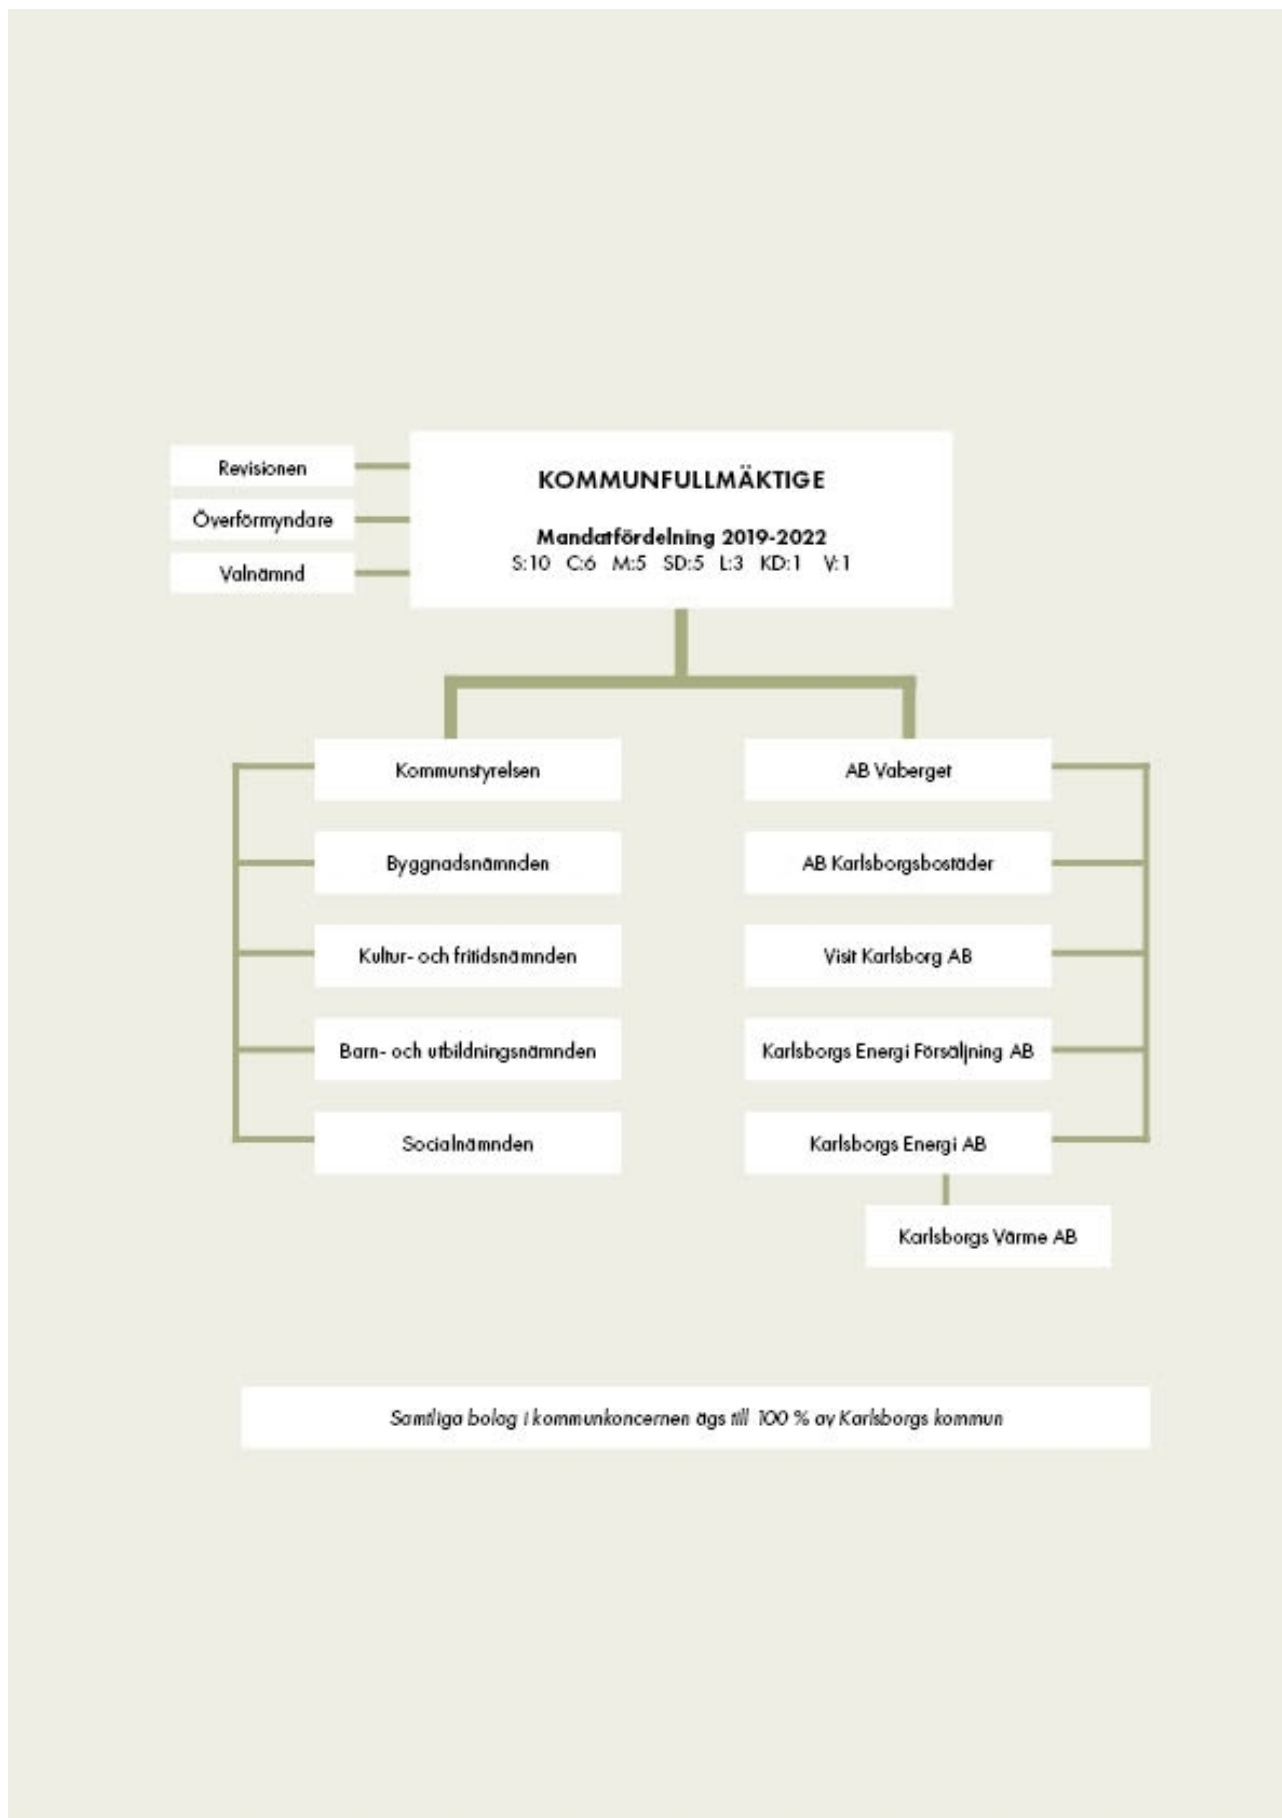 Revisionen
Överförmyndare
Valnämnd
KOMMUNFULLMÄKTIGE
Mandatfördelning 2019-2022
S:10 C:6 M:5 SD:5 L:3 KD:1 V:1
Kommunstyrelsen
Byggnadsnämnden
Kultur- och fritidsnämnden
Barn- och utbildningsnämnden
Socialnämnden
AB Vaberget
AB Karlsborgsbostäder
Visit Karlsborg AB
Karlsborgs Energi Försäljning AB
Karlsborgs Energi AB
Karlsborgs Värme AB
Samtliga bolag i kommunkoncernen ägs till 100 % av Karlsborgs kommun